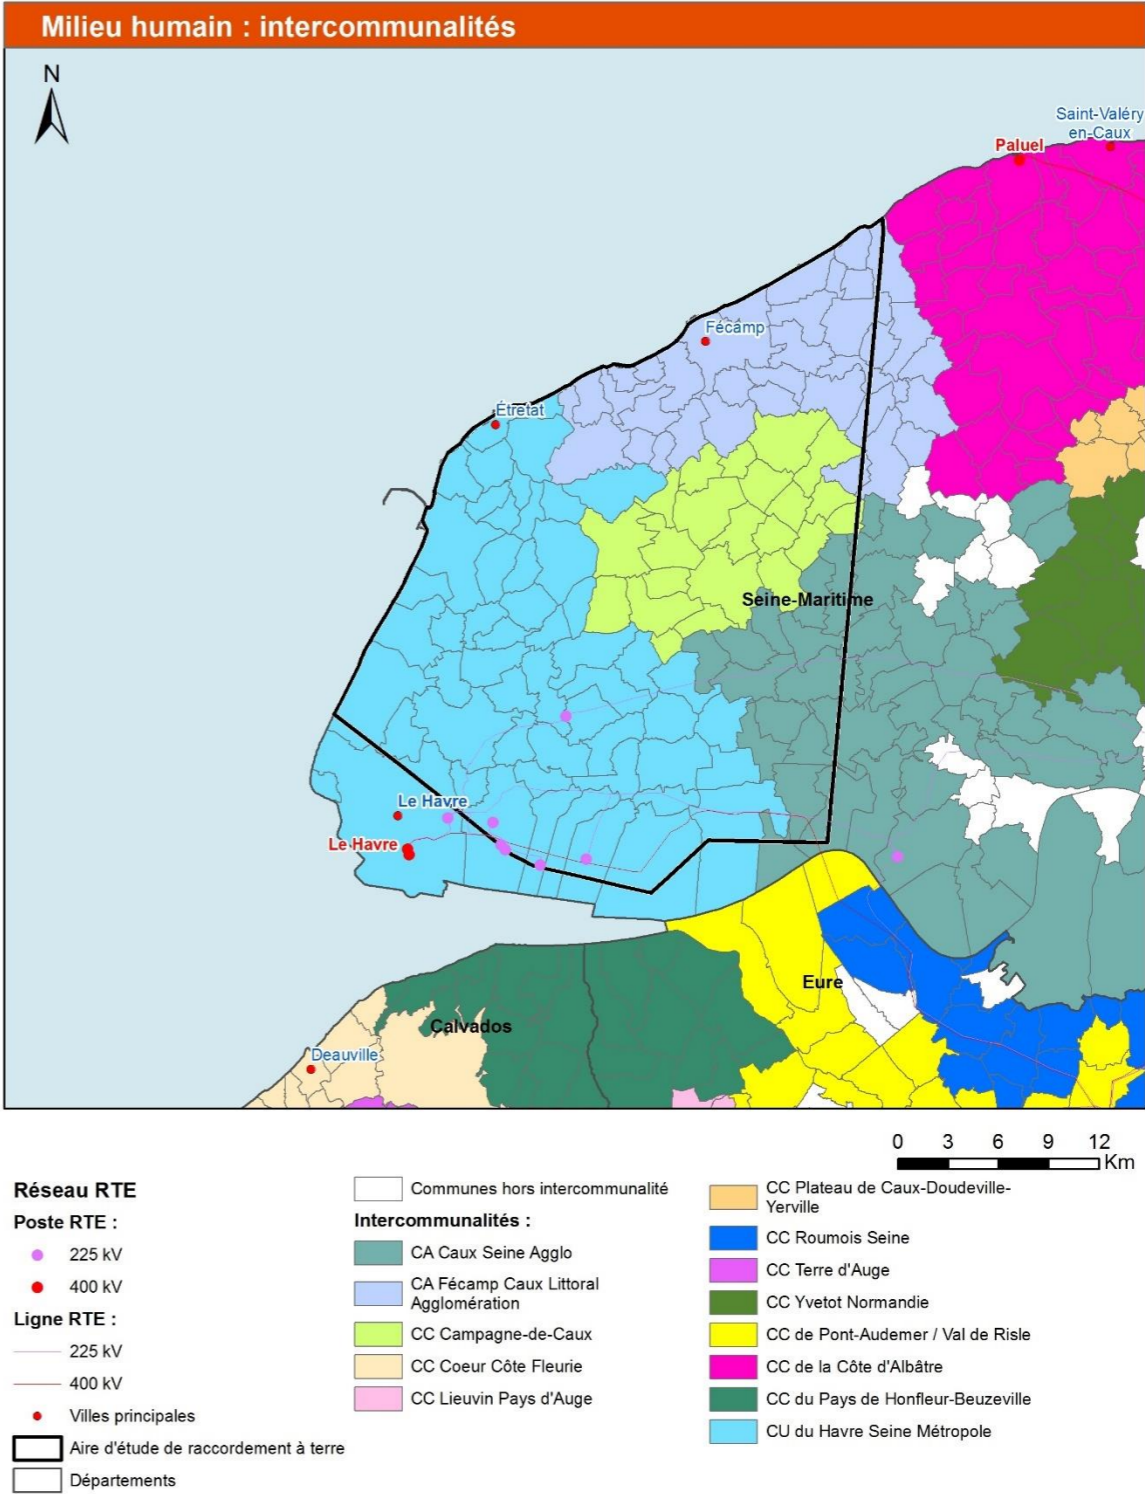 Milieu humain : intercommunalités
N
Saint-Valéry
en-Caux
Paluel
Fécamp
Étretat
Seine-Maritime
Le Havre
Le Havre
Eure
Calvados
Deauville
0 3 6 9 12
Km
Réseau RTE
Poste RTE :
225 kV
400 kV
Ligne RTE :
225 kV
400 kV
Villes principales
Aire d'étude de raccordement à terre
Départements
Communes hors intercommunalité
Intercommunalités :
CA Caux Seine Agglo
CA Fécamp Caux Littoral
Agglomération
CC Campagne-de-Caux
CC Coeur Côte Fleurie
CC Lieuvin Pays d'Auge
CC Plateau de Caux-Doudeville-
Yerville
CC Roumois Seine
CC Terre d'Auge
CC Yvetot Normandie
CC de Pont-Audemer / Val de Risle
CC de la Côte d'Albâtre
CC du Pays de Honfleur-Beuzeville
CU du Havre Seine Métropole